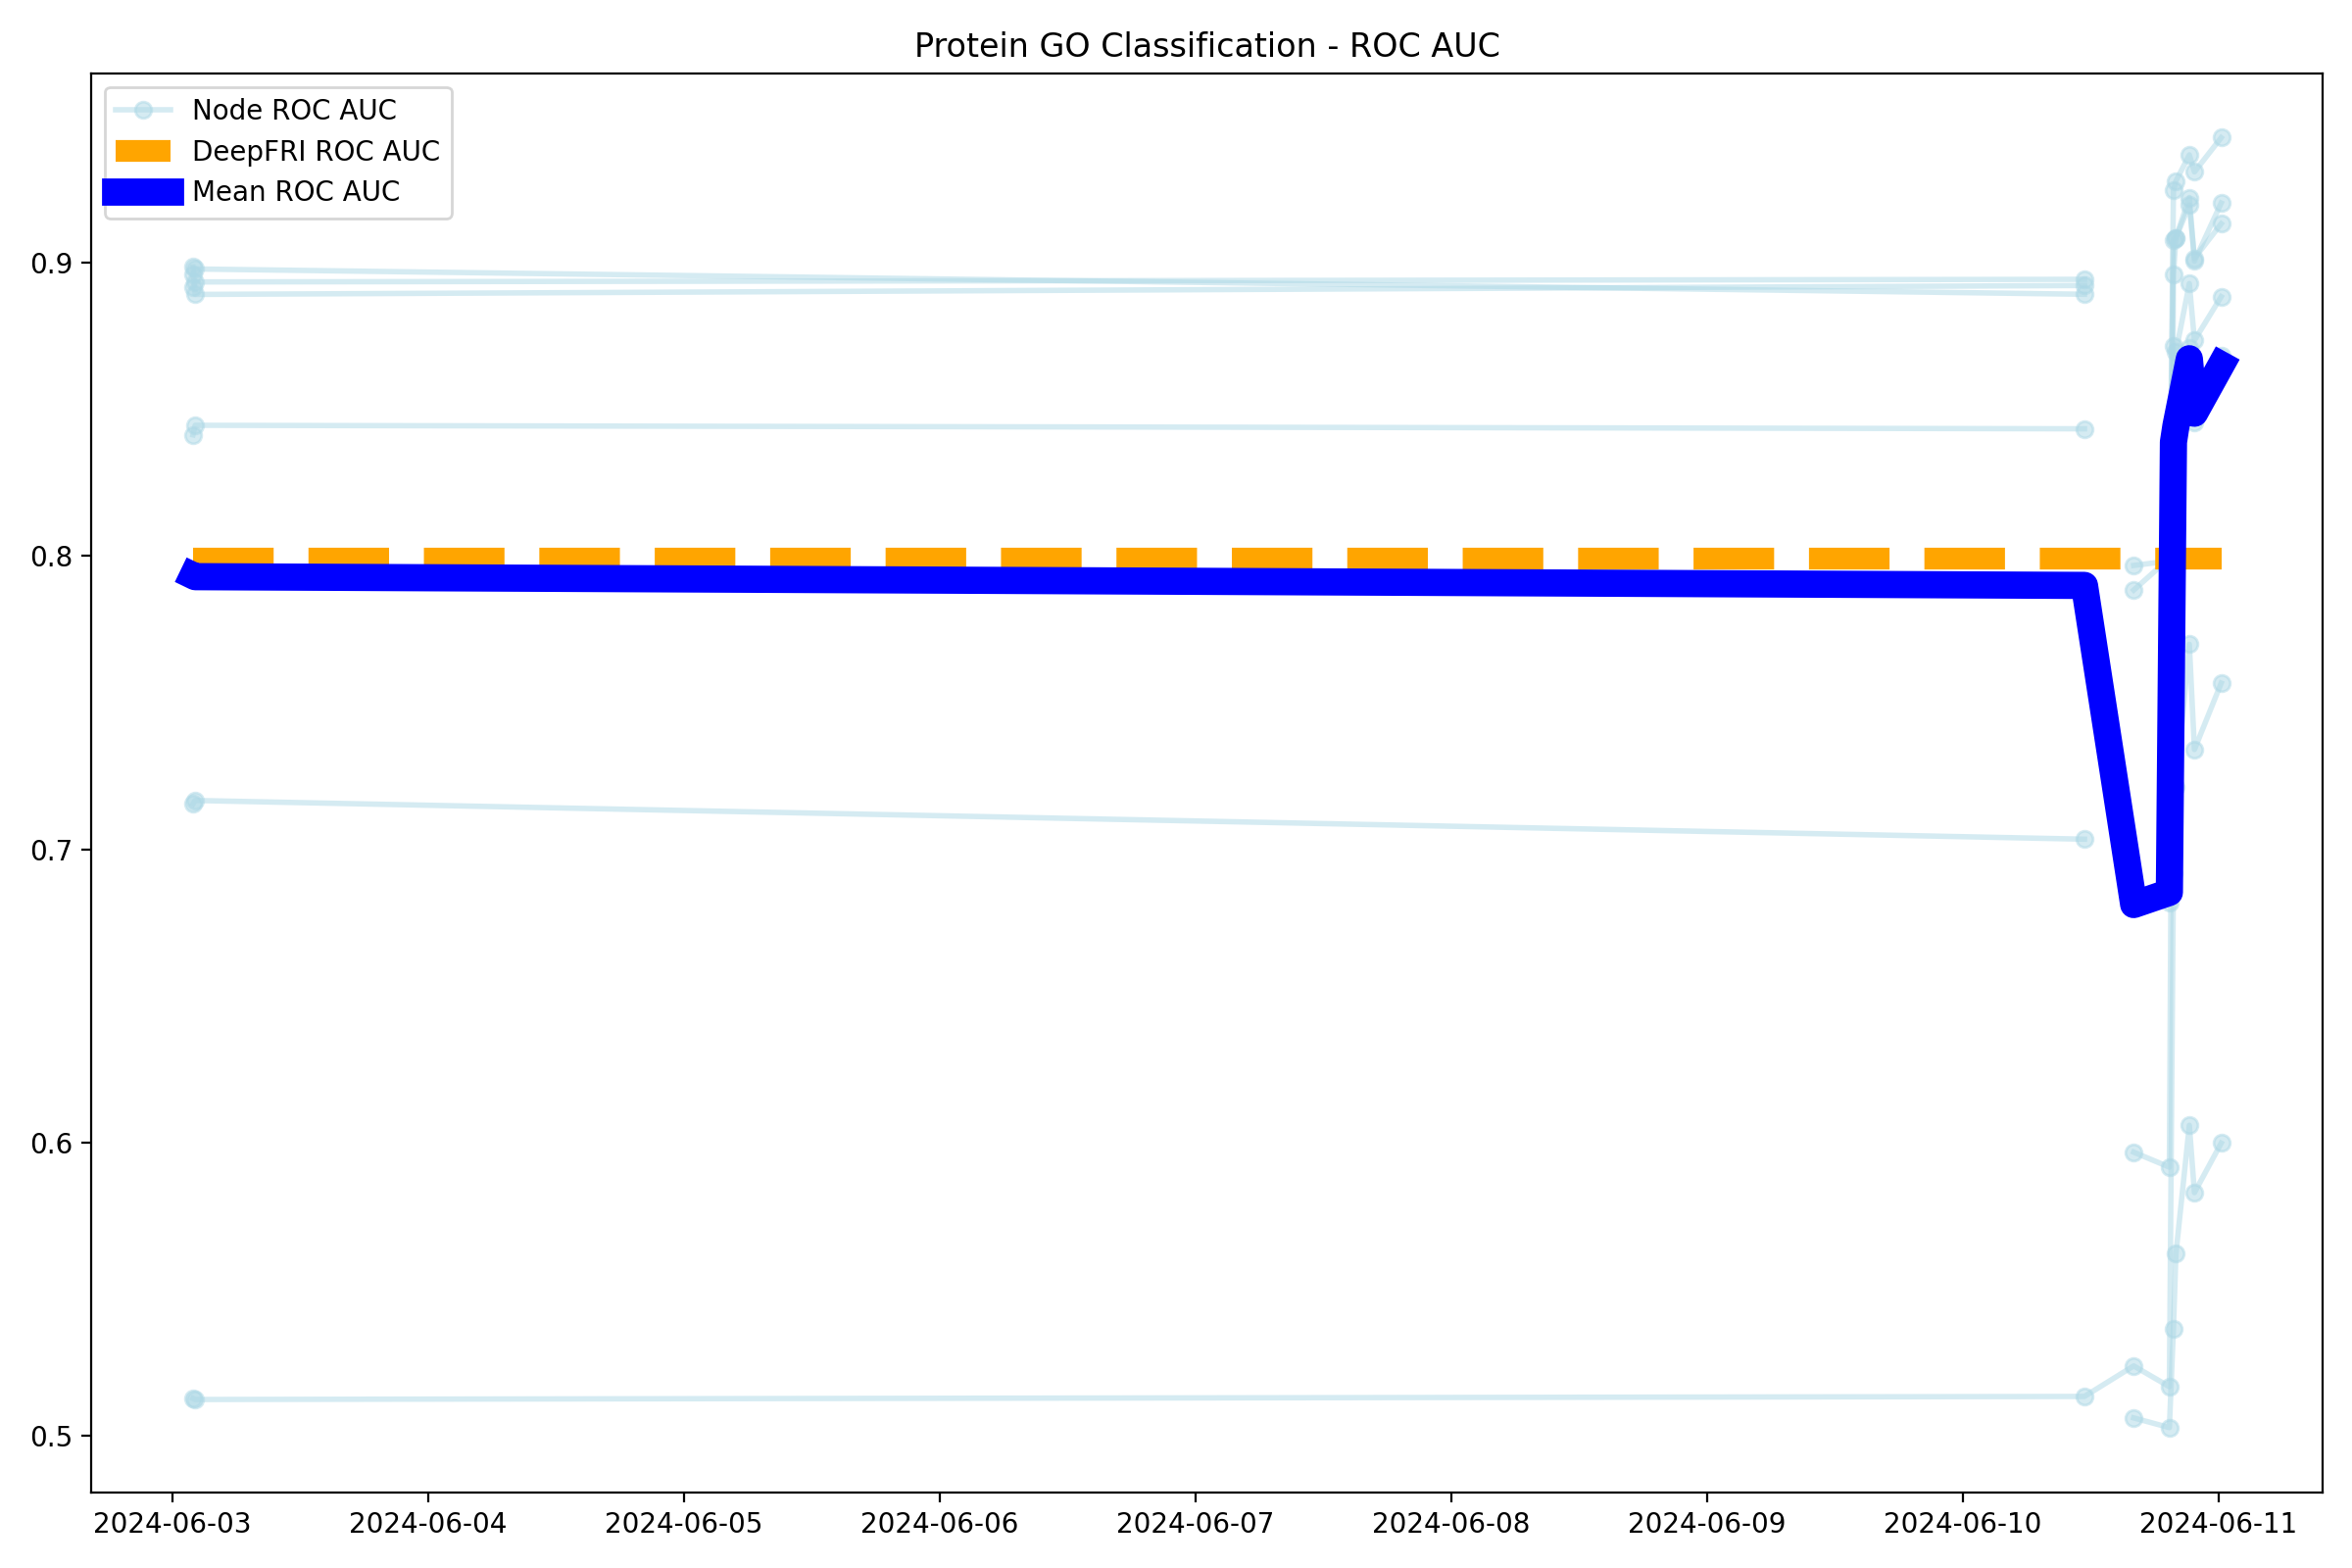 Protein GO Classification - ROC AUC
Node ROC AUC
DeepFRI ROC AUC
Mean ROC AUC
0.9
0.8
0.7
0.6
0.5
2024-06-03 2024-06-04 2024-06-05 2024-06-06 2024-06-07 2024-06-08 2024-06-09 2024-06-10 2024-06-11